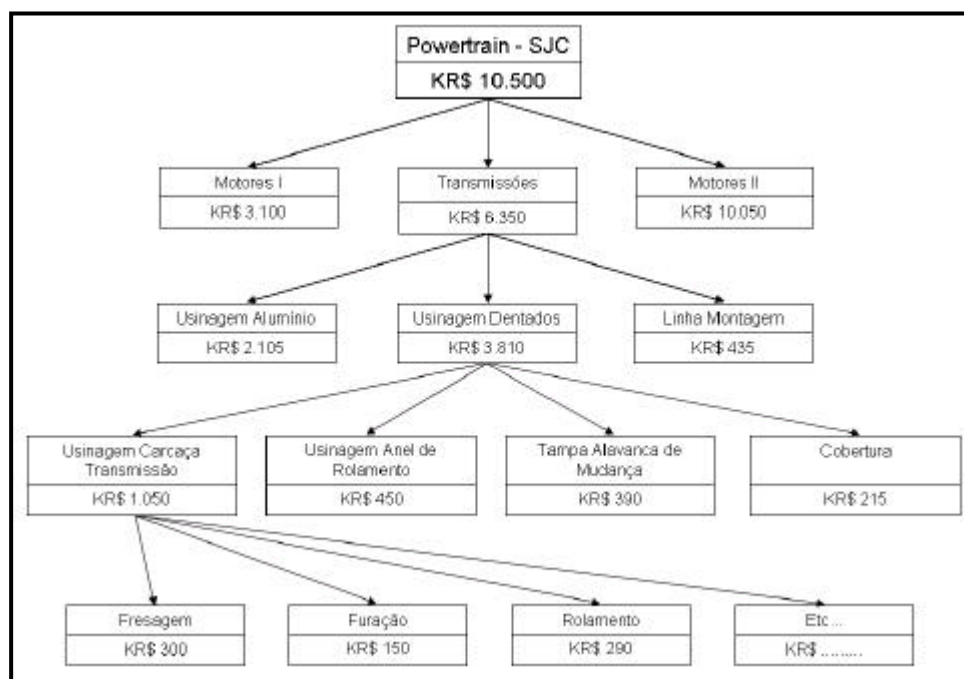 Powertrain - SJC
KR$ 10.500
Motores I
KR$ 3.100
Transmissões
KR$ 6.350
Motores II
KR$ 10.050
Usinagem Alumínio
KR$ 2.105
Usinagem Dentados
KR$ 3.810
Linha Montagem
KR$ 435
Usinagem Carcaça
Transmissão
KR$ 1.050
Usinagem Anel de
Rolamento
KR$ 450
Tampa Alavanca de
Mudança
KR$ 390
Cobertura
KR$ 215
Fresagem
KR$ 300
Furação
KR$ 150
Rolamento
KR$ 290
Etc...
KR$ .........